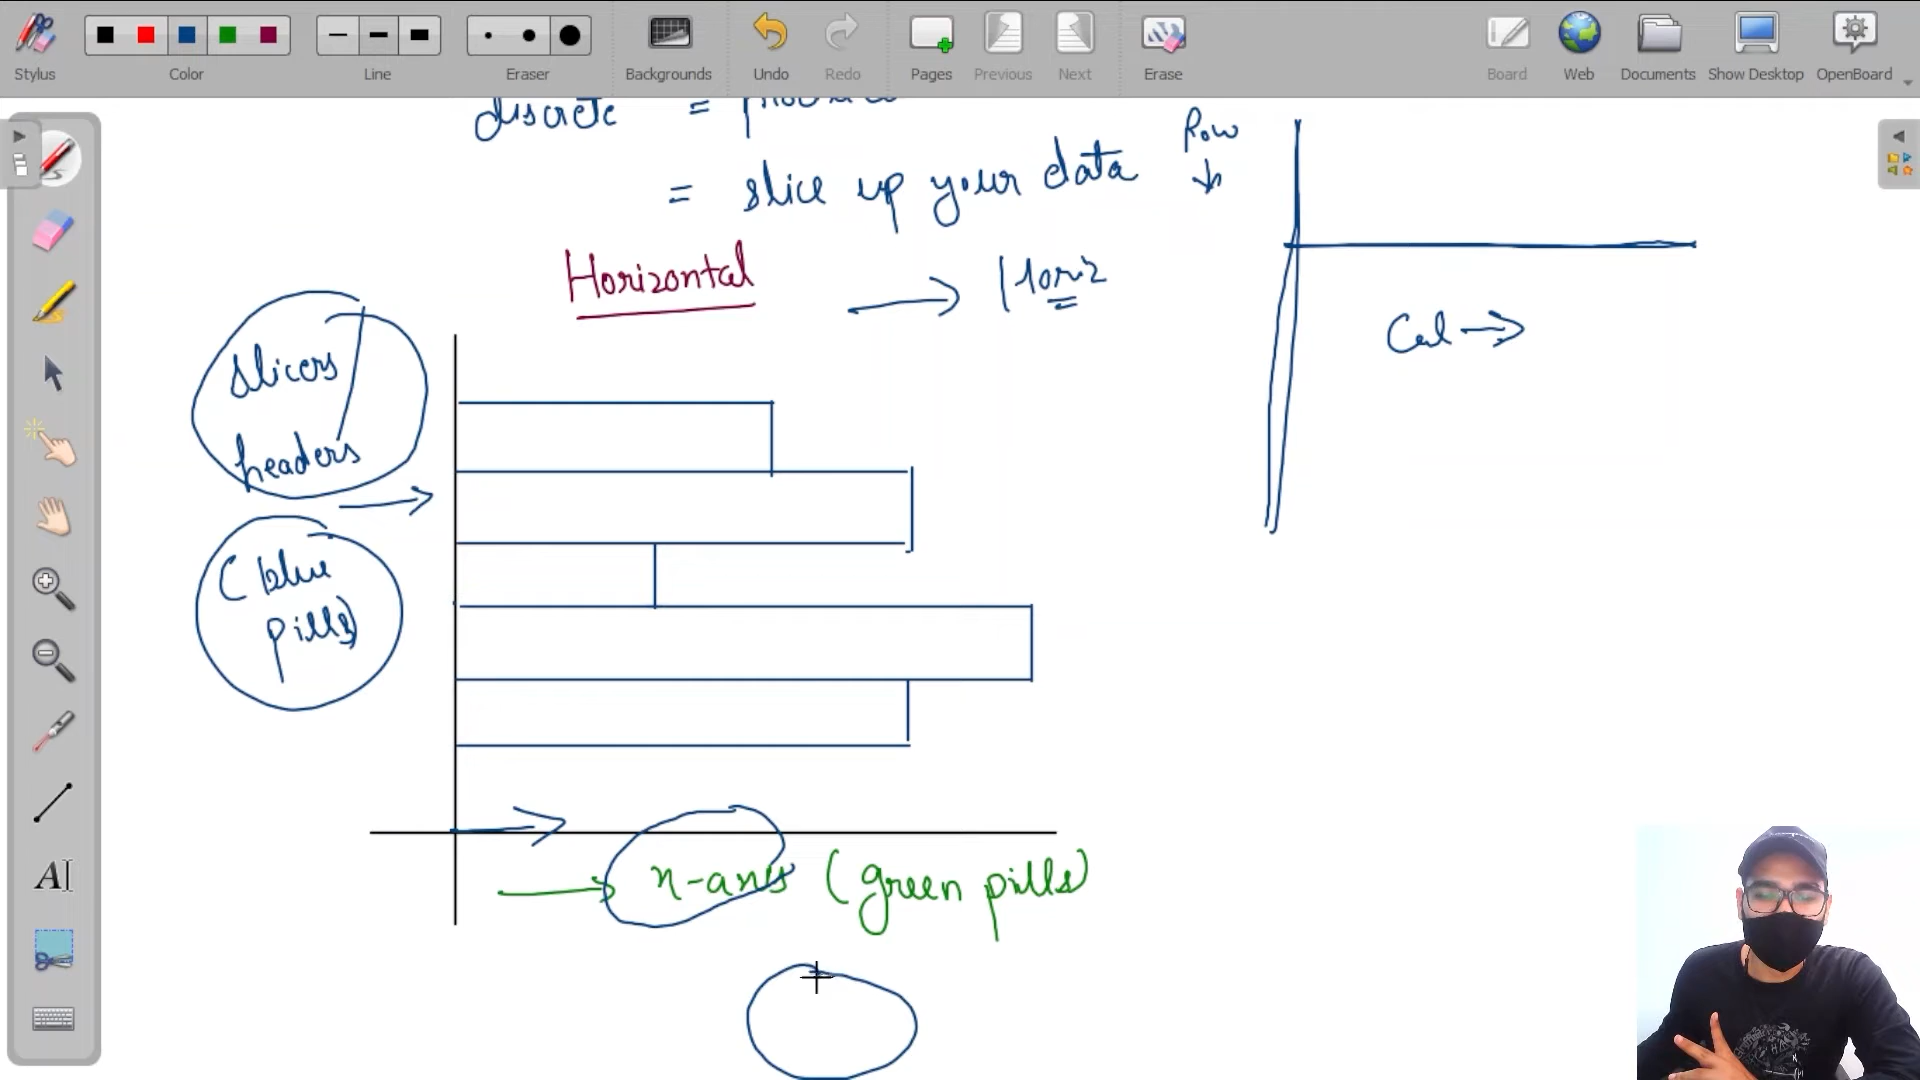 Stylus
Color
Line
Eraser
Backgrounds
Undo
Redo
Pages
Previous
Next
Erase
Board
Web
Documents
Show Desktop
OpenBoard
discrete =
= slice up your data
Row
Horizontal
Horiz
Col
slicers
headers
(blue
pills)
x-axis (green pills)